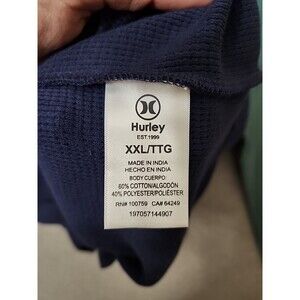 Hurley
EST.1999
XXL/TTG
MADE IN INDIA
HECHO EN INDIA
BODY CUERPO
60% COTTON/ALGODÓN
40% POLYESTER/POLIÉSTER
RN# 100759 CA# 64249
197057144907